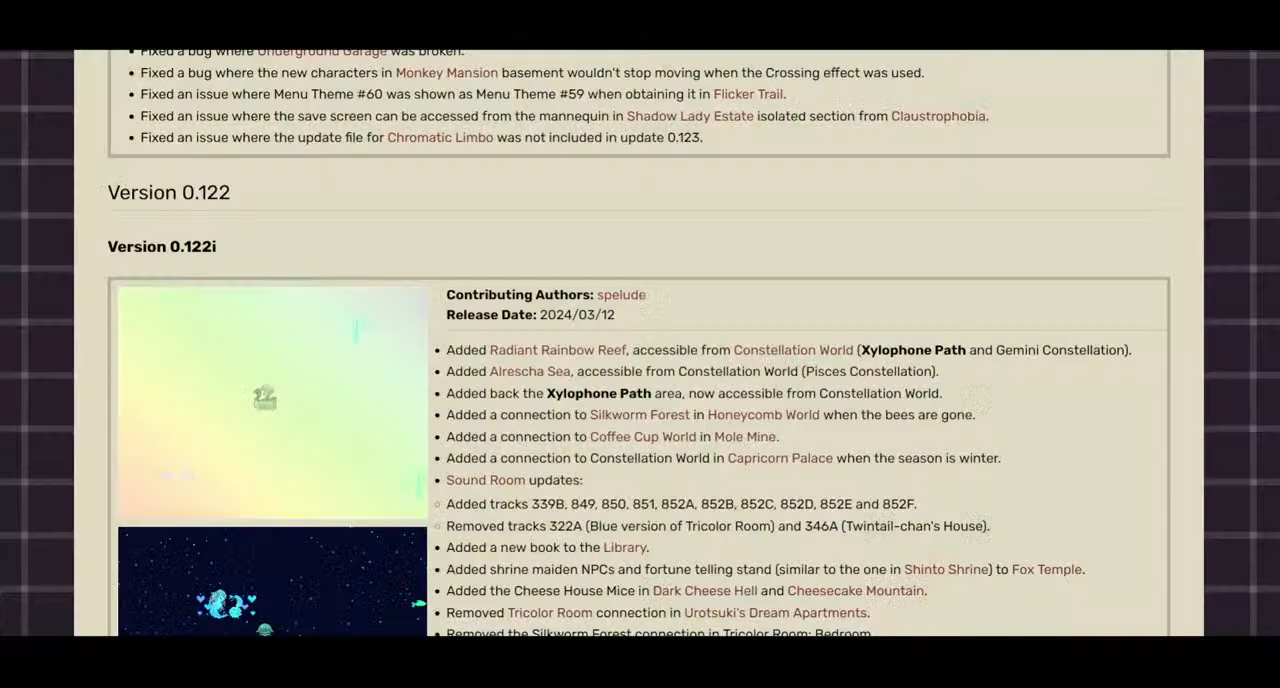 Fixed a bug where Underground Garage was broken.
Fixed a bug where the new characters in Monkey Mansion basement wouldn't stop moving when the Crossing effect was used.
Fixed an issue where Menu Theme #60 was shown as Menu Theme #59 when obtaining it in Flicker Trail.
Fixed an issue where the save screen can be accessed from the mannequin in Shadow Lady Estate isolated section from Claustrophobia.
Fixed an issue where the update file for Chromatic Limbo was not included in update 0.123.
Version 0.122
Version 0.122i
Contributing Authors: spelude
Release Date: 2024/03/12
Added Radiant Rainbow Reef, accessible from Constellation World (Xylophone Path and Gemini Constellation).
Added Alrescha Sea, accessible from Constellation World (Pisces Constellation).
Added back the Xylophone Path area, now accessible from Constellation World.
Added a connection to Silkworm Forest in Honeycomb World when the bees are gone.
Added a connection to Coffee Cup World in Mole Mine.
Added a connection to Constellation World in Capricorn Palace when the season is winter.
Sound Room updates:
Added tracks 339B, 849, 850, 851, 852A, 852B, 852C, 852D, 852E and 852F.
Removed tracks 322A (Blue version of Tricolor Room) and 346A (Twintail-chan's House).
Added a new book to the Library.
Added shrine maiden NPCs and fortune telling stand (similar to the one in Shinto Shrine) to Fox Temple.
Added the Cheese House Mice in Dark Cheese Hell and Cheesecake Mountain.
Removed Tricolor Room connection in Urotsuki's Dream Apartments.
Removed the Silkworm Forest connection in Tricolor Room: Bedroom.